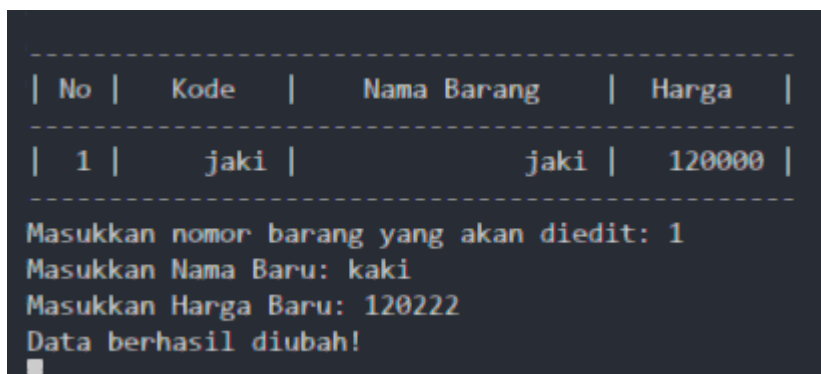 --------------------------------------------------
| No |   Kode   |    Nama Barang    |  Harga   |
--------------------------------------------------
|  1 |     jaki |              jaki |   120000 |
--------------------------------------------------
Masukkan nomor barang yang akan diedit: 1
Masukkan Nama Baru: kaki
Masukkan Harga Baru: 120222
Data berhasil diubah!